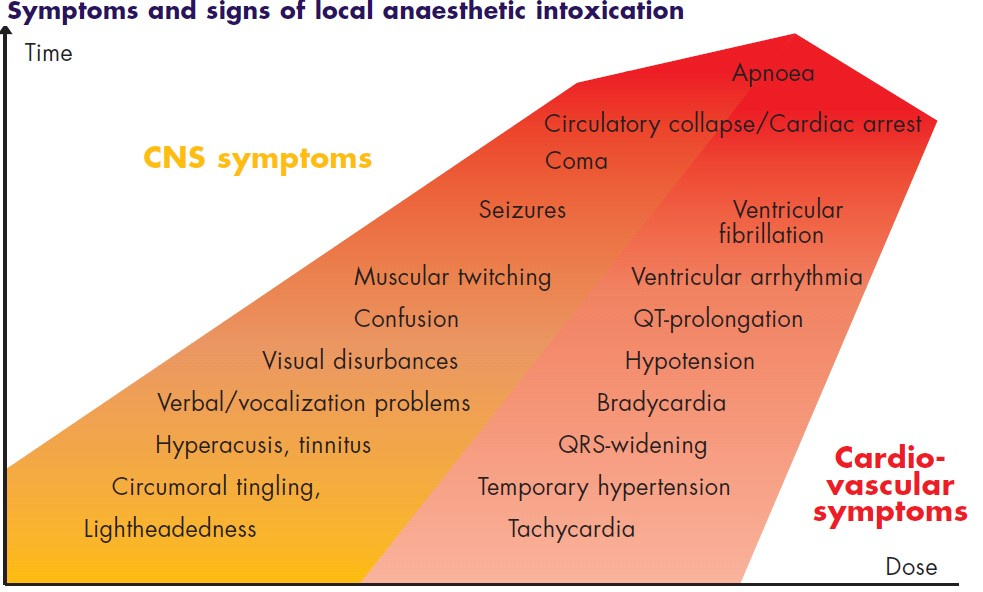 Symptoms and signs of local anaesthetic intoxication
Time
Apnoea
Circulatory collapse/Cardiac arrest
CNS symptoms
Coma
Seizures
Ventricular
fibrillation
Muscular twitching
Ventricular arrhythmia
Confusion
QT-prolongation
Visual disturbances
Hypotension
Verbal/vocalization problems
Bradycardia
Hyperacusis, tinnitus
QRS-widening
Circumoral tingling,
Temporary hypertension
Lightheadedness
Tachycardia
Cardio-
vascular
symptoms
Dose